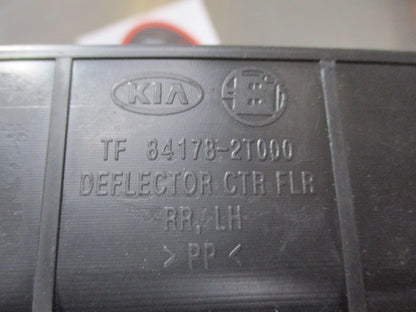 KIA
TF 84178-2T000
DEFLECTOR CTR FLR
RR, LH
> PP <